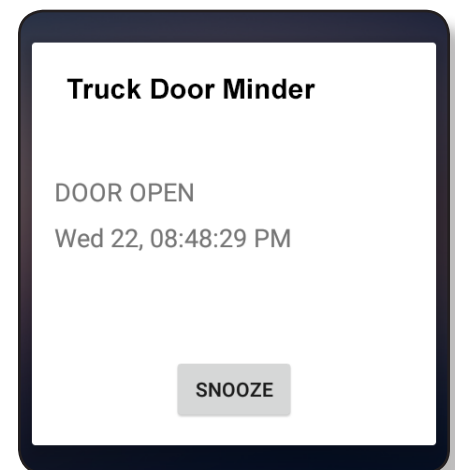 Truck Door Minder
DOOR OPEN
Wed 22, 08:48:29 PM
SNOOZE